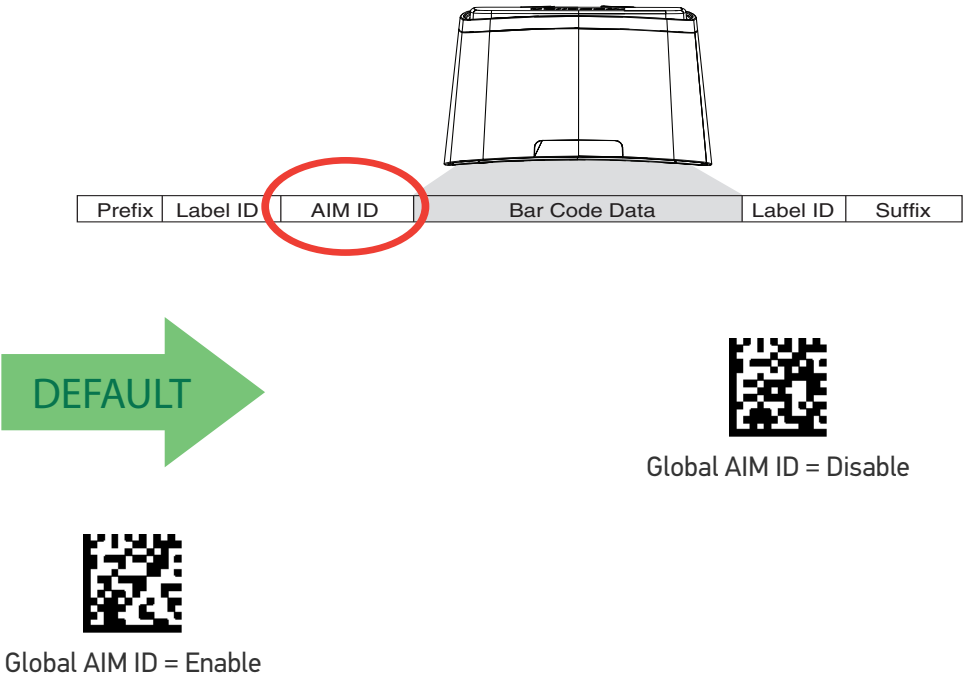 Prefix Label ID AIM ID Bar Code Data Label ID Suffix
DEFAULT
Global AIM ID = Disable
Global AIM ID = Enable